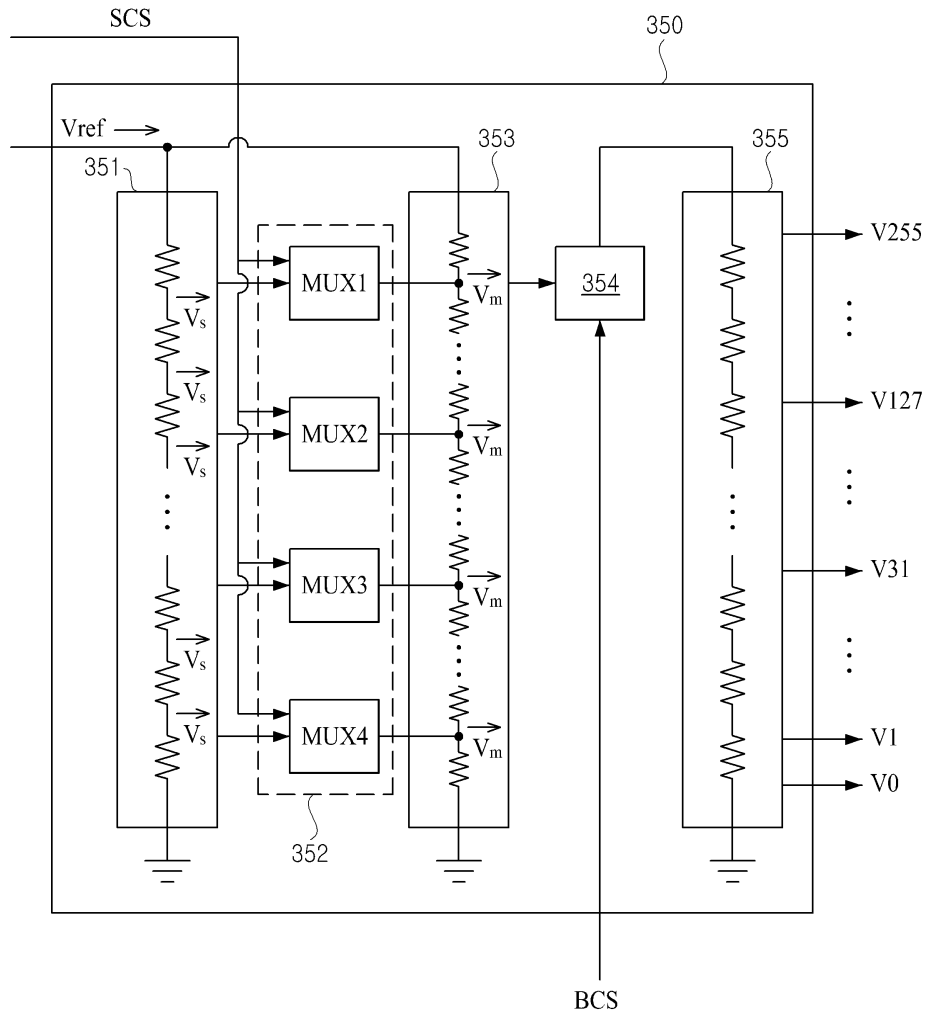 SCS
350
Vref
351
353
355
V255
MUX1
354
Vs
Vm
Vs
V127
MUX2
Vs
Vm
MUX3
V31
Vm
Vs
MUX4
Vs
Vm
V1
V0
352
BCS